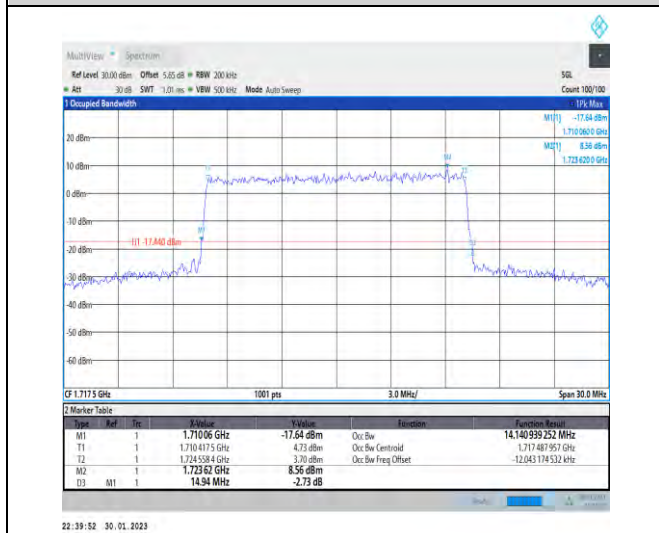 MultiView Spectrum
Ref Level 30.00 dBm Offset 5.65 dB RBW 200 kHz SGL
Att 30 dB SWT 1.01 ms VBW 500 kHz Mode Auto Sweep Count 100/100
1 Occupied Bandwidth 1Pk Max
M1[1] -17.64 dBm
1.710 060 0 GHz
M2[1] 8.56 dBm
1.723 620 0 GHz
20 dBm
10 dBm
0 dBm
-10 dBm
H1 -17.440 dBm
-20 dBm
-30 dBm
-40 dBm
-50 dBm
-60 dBm
CF 1.7175 GHz 1001 pts 3.0 MHz/ Span 30.0 MHz
2 Marker Table
Type Ref Trc X-Value Y-Value Function Function Result
M1 1 1.71006 GHz -17.64 dBm Occ Bw 14.140 939 252 MHz
T1 1 1.710 417 5 GHz 4.73 dBm Occ Bw Centroid 1.717 487 957 GHz
T2 1 1.724 558 4 GHz 3.70 dBm Occ Bw Freq Offset -12.043 174 532 kHz
M2 1 1.72362 GHz 8.56 dBm
D3 M1 1 14.94 MHz -2.73 dB
22:39:52 30.01.2023